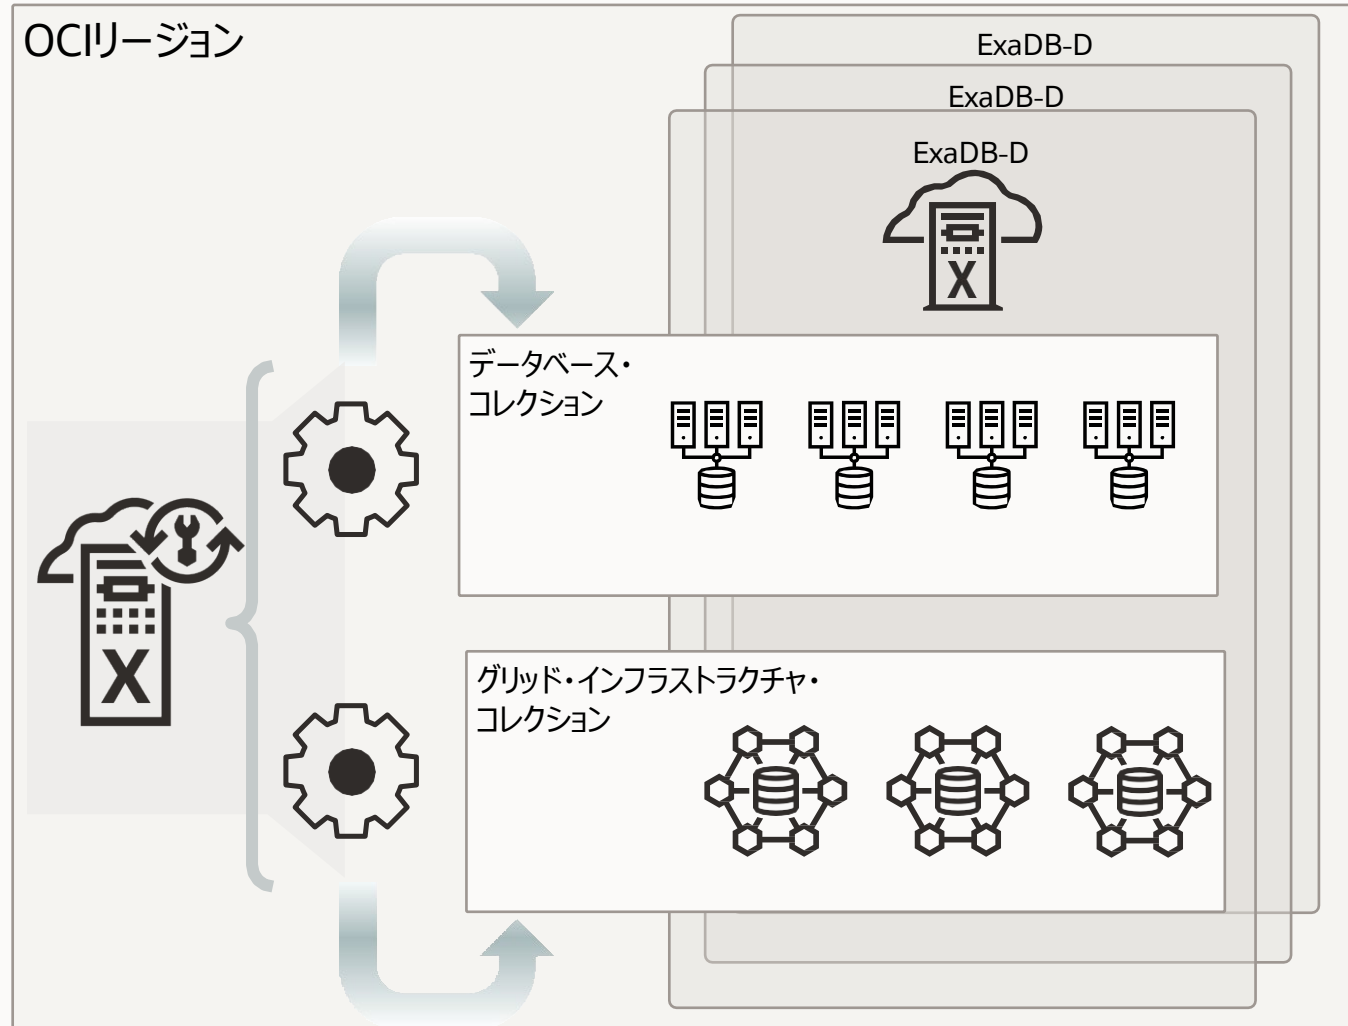 OCIリージョン
ExaDB-D
ExaDB-D
ExaDB-D
X
データベース・
コレクション
X
グリッド・インフラストラクチャ・
コレクション